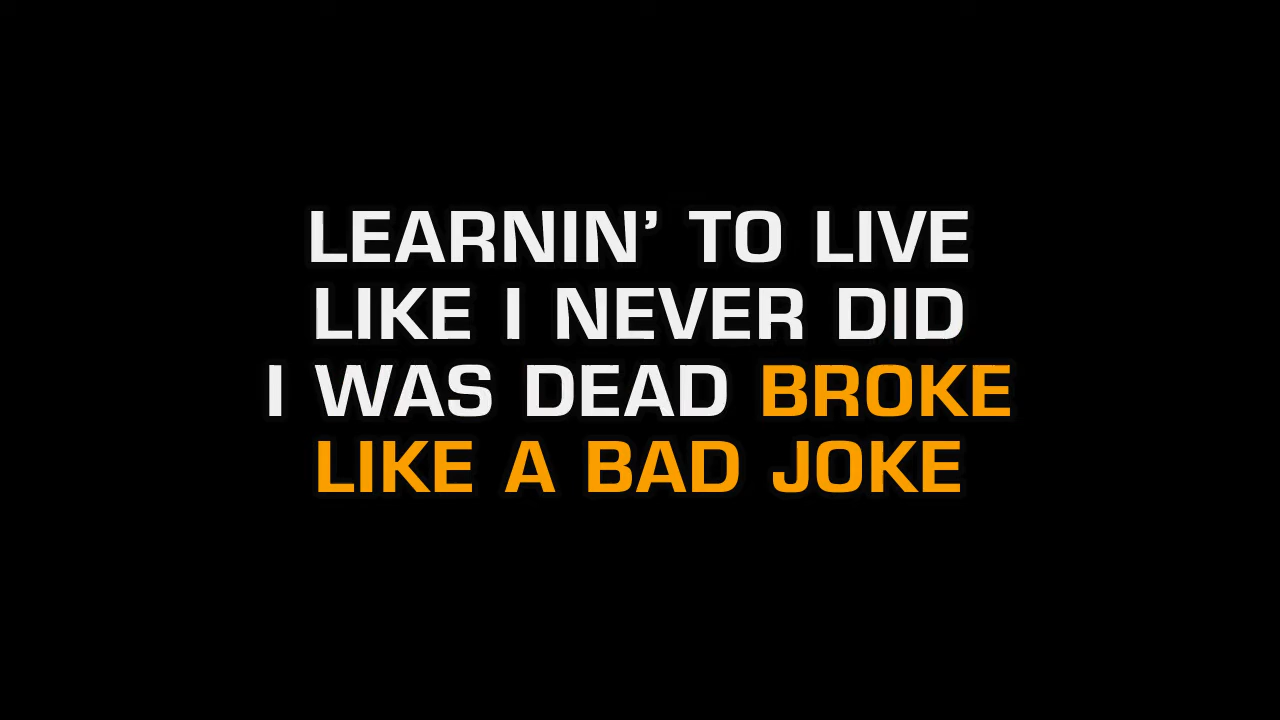 LEARNIN’ TO LIVE
LIKE I NEVER DID
I WAS DEAD BROKE
LIKE A BAD JOKE